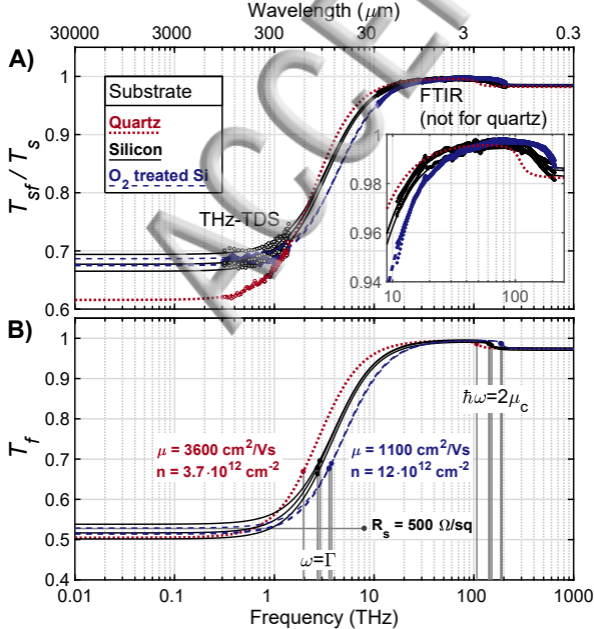 Wavelength (μm)
30000 3000 300 30 3 0.3
A)
1
0.9
0.8
0.7
0.6
T_sf / T_s
Substrate
Quartz
Silicon
O₂ treated Si
THz-TDS
FTIR
(not for quartz)
0.98
0.96
0.94
10 100
ACCE
B)
1
0.9
0.8
0.7
0.6
0.5
0.4
T_f
ħω=2μ_c
μ = 3600 cm²/Vs
n = 3.7·10¹² cm⁻²
μ = 1100 cm²/Vs
n = 12·10¹² cm⁻²
R_s = 500 Ω/sq
ω=Γ
0.01 0.1 1 10 100 1000
Frequency (THz)